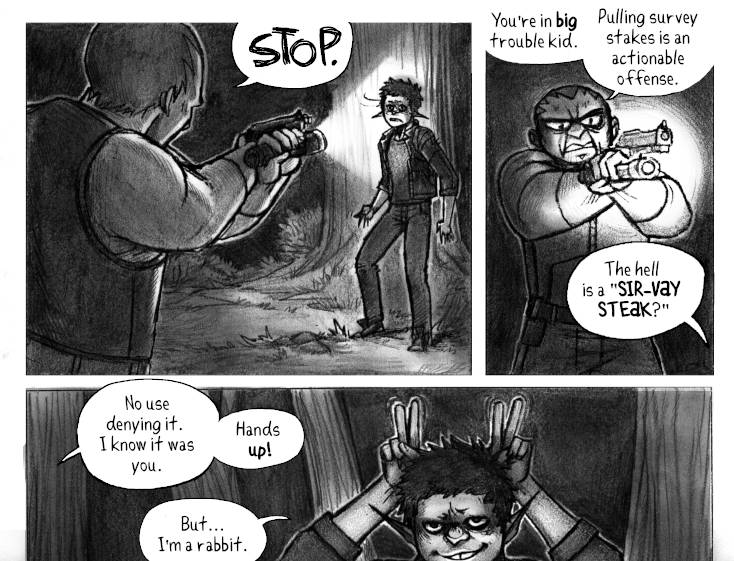 STOP.
You're in big
trouble kid.
Pulling survey
stakes is an
actionable
offense.
The hell
is a "SIR-VAY
STEAK?"
No use
denying it.
I know it was
you.
Hands
up!
But...
I'm a rabbit.